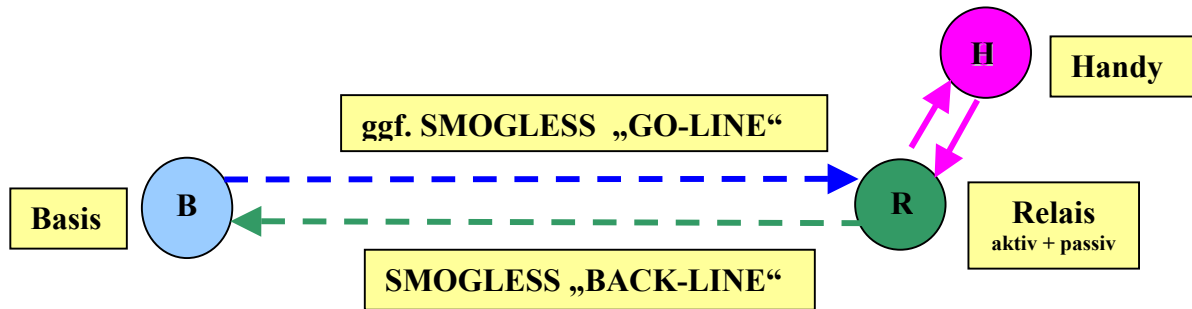 H
Handy
ggf. SMOGLESS „GO-LINE“
Basis
B
R
Relais
aktiv + passiv
SMOGLESS „BACK-LINE“